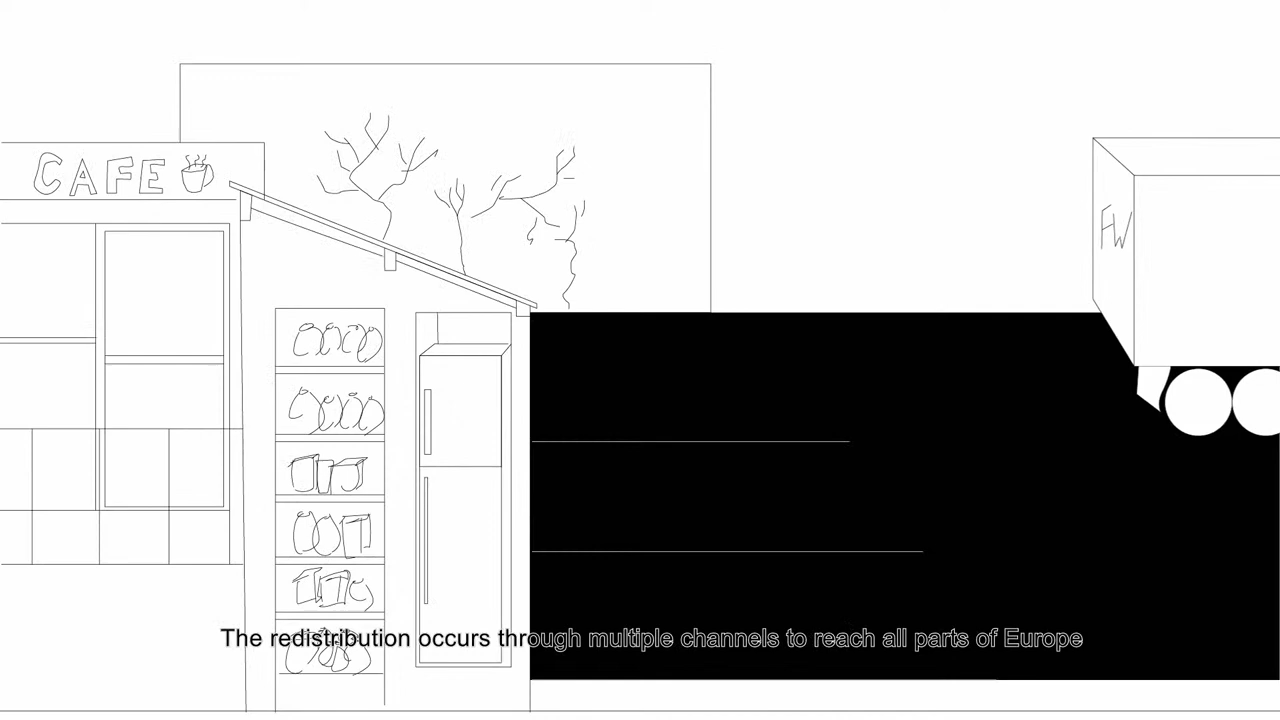 CAFE
FW
The redistribution occurs through multiple channels to reach all parts of Europe